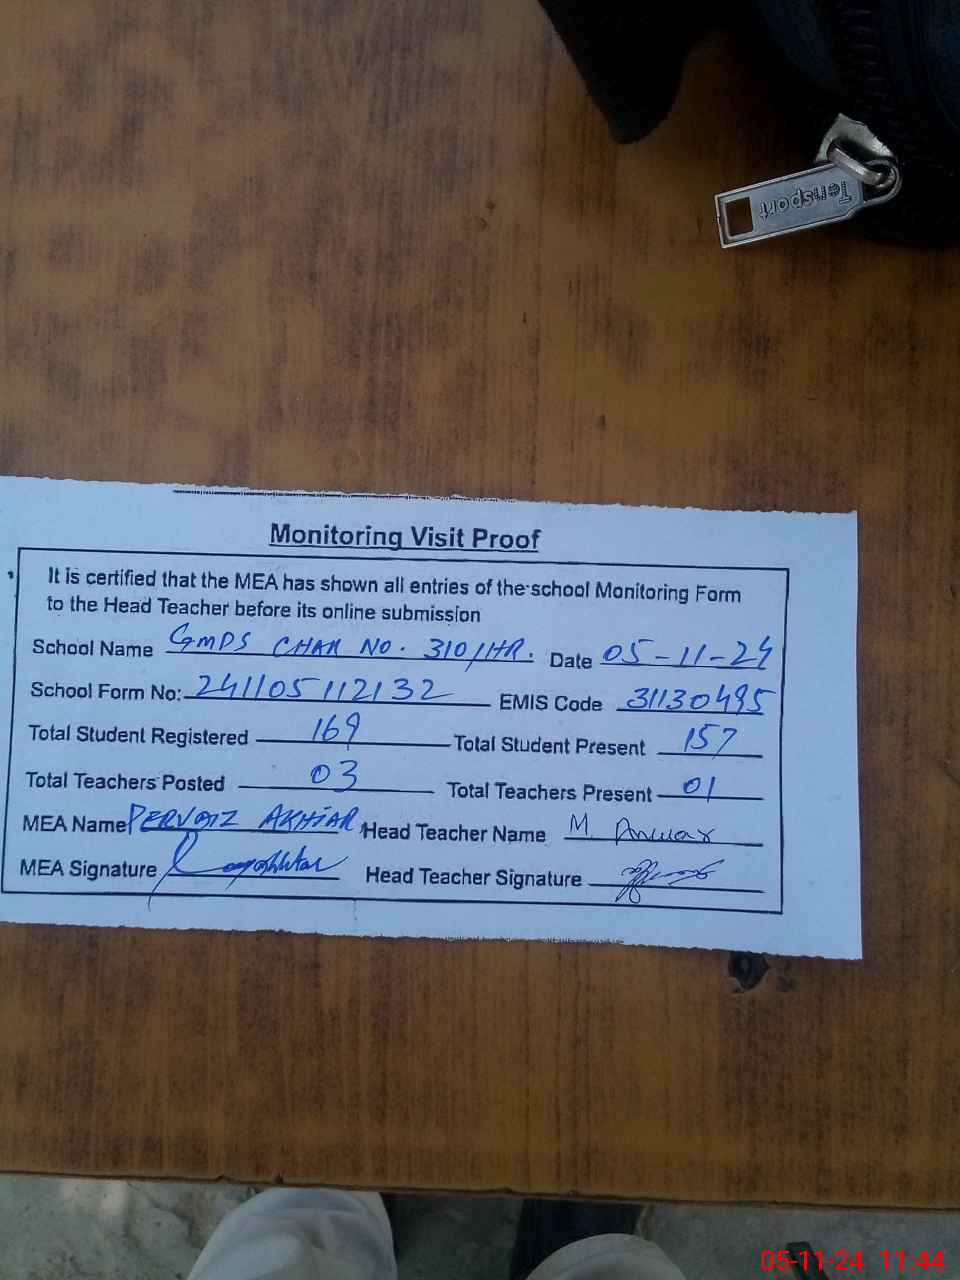 Tensport
Monitoring Visit Proof
It is certified that the MEA has shown all entries of the school Monitoring Form
to the Head Teacher before its online submission
School Name GMPS CHAK NO. 310/HR. Date 05-11-24
School Form No: 241105112132 EMIS Code 31130495
Total Student Registered 169 Total Student Present 157
Total Teachers Posted 03 Total Teachers Present 01
MEA Name PERVAIZ AKHTAR Head Teacher Name M. Anwar
MEA Signature Head Teacher Signature
05-11-24 11:44